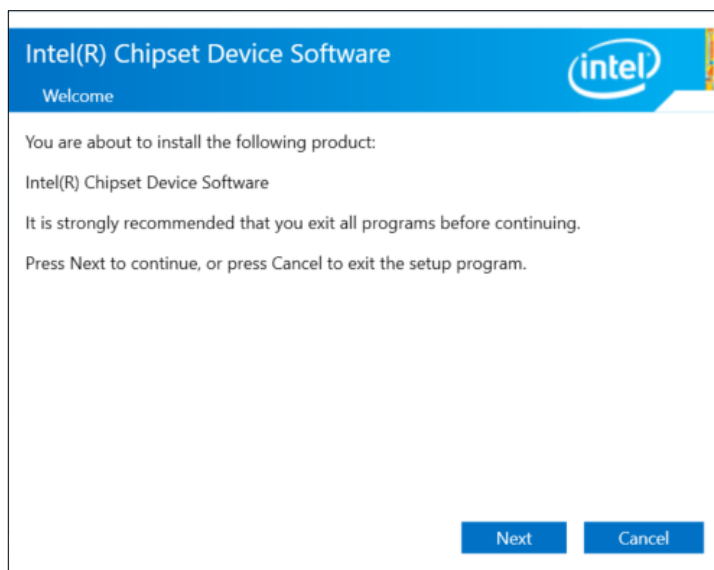 Intel(R) Chipset Device Software
intel
Welcome
You are about to install the following product:
Intel(R) Chipset Device Software
It is strongly recommended that you exit all programs before continuing.
Press Next to continue, or press Cancel to exit the setup program.
Next
Cancel